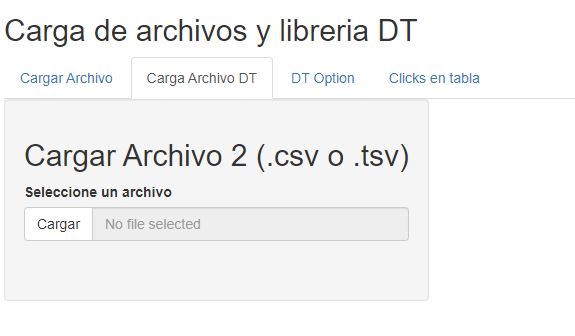 Carga de archivos y libreria DT
Cargar Archivo Carga Archivo DT DT Option Clicks en tabla
Cargar Archivo 2 (.csv o .tsv)
Seleccione un archivo
Cargar No file selected